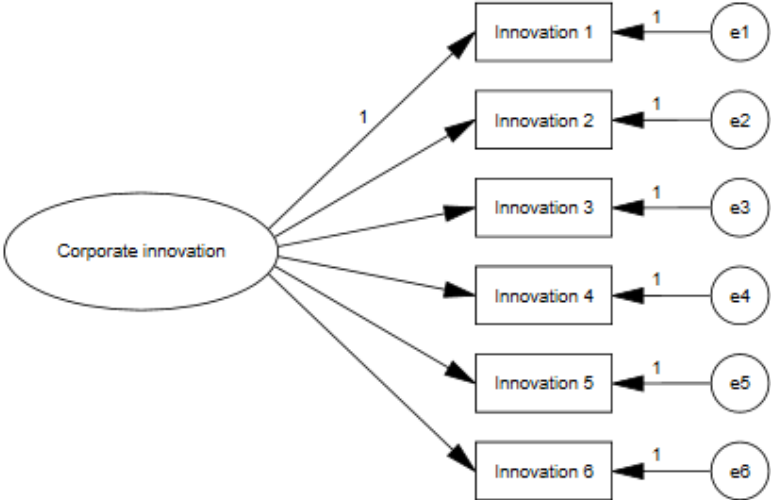 Innovation 1
1
e1
1
Innovation 2
1
e2
Innovation 3
1
e3
Corporate innovation
Innovation 4
1
e4
Innovation 5
1
e5
Innovation 6
1
e6